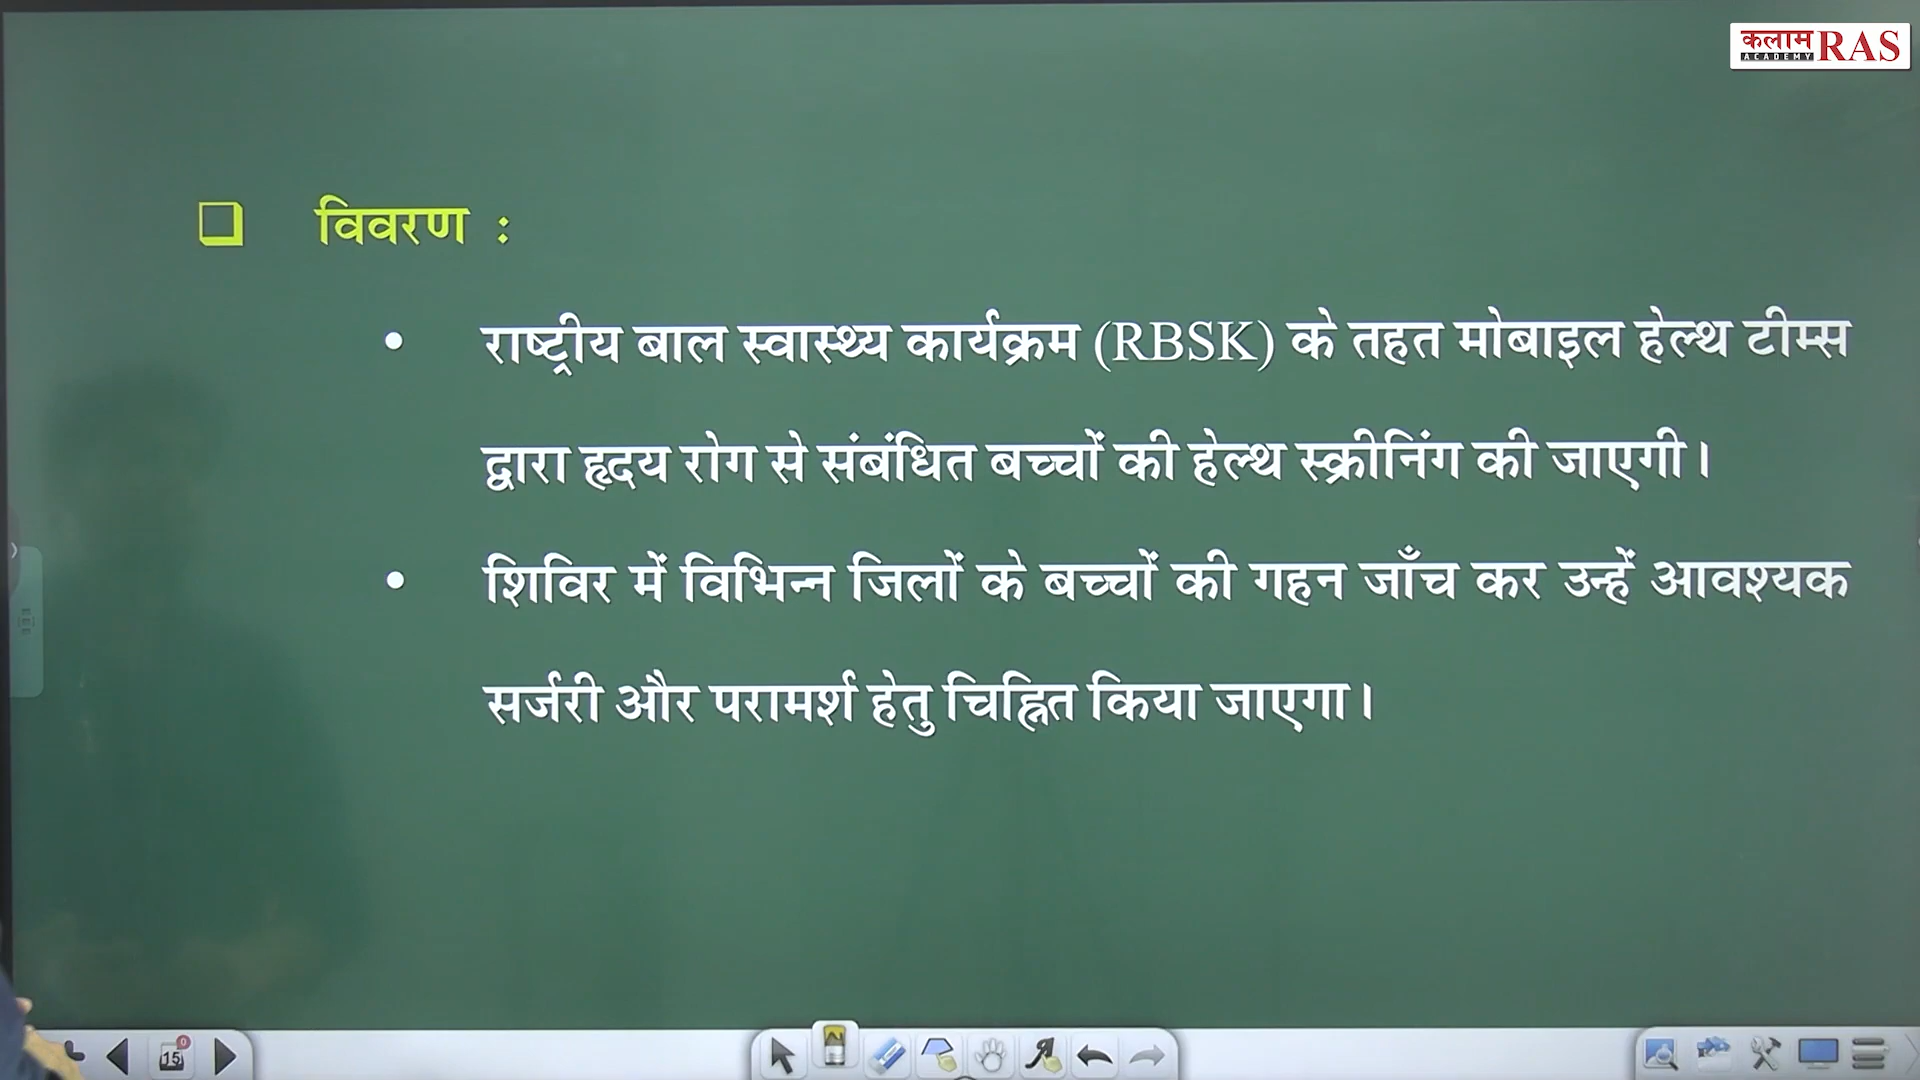 कलाम RAS
ACADEMY
❑ विवरण :
• राष्ट्रीय बाल स्वास्थ्य कार्यक्रम (RBSK) के तहत मोबाइल हेल्थ टीम्स
द्वारा हृदय रोग से संबंधित बच्चों की हेल्थ स्क्रीनिंग की जाएगी।
• शिविर में विभिन्न जिलों के बच्चों की गहन जाँच कर उन्हें आवश्यक
सर्जरी और परामर्श हेतु चिह्नित किया जाएगा।
15
0